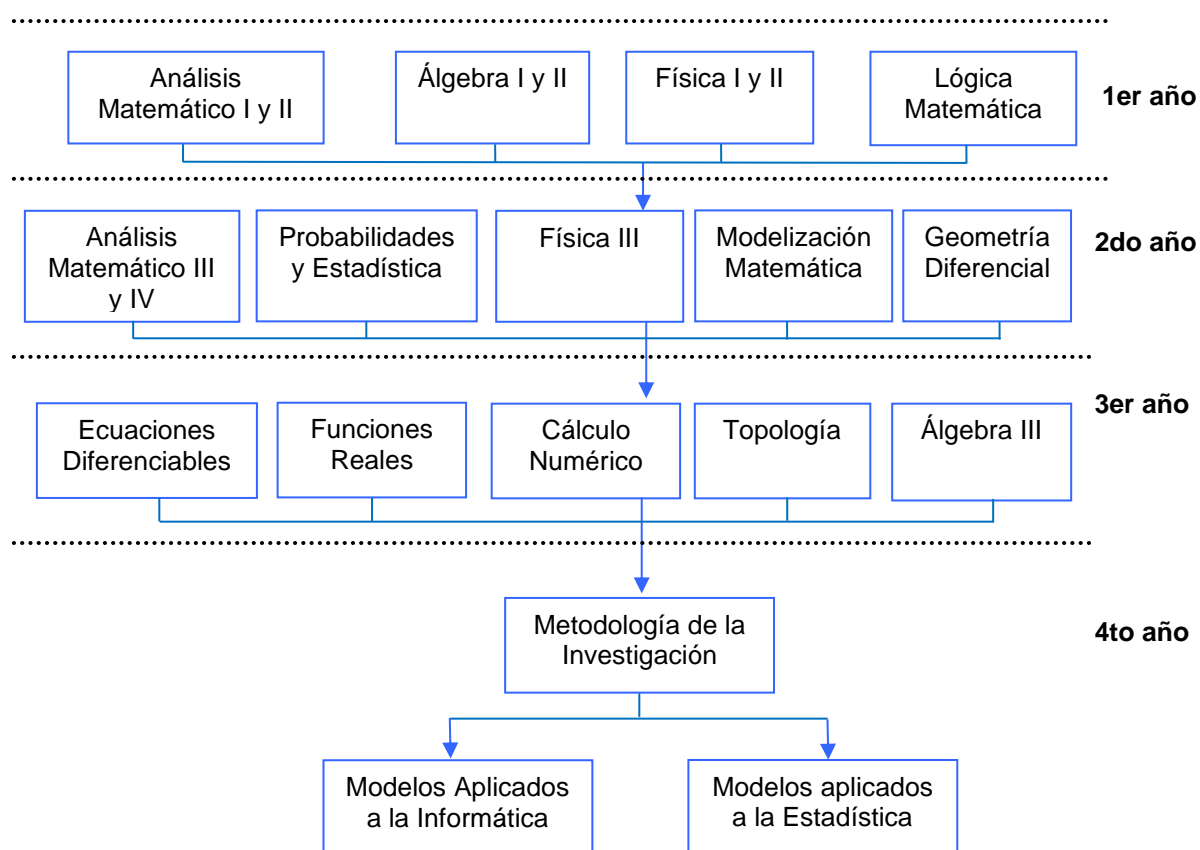 Análisis
Matemático I y II
Álgebra I y II
Física I y II
Lógica
Matemática
1er año
Análisis
Matemático III
y IV
Probabilidades
y Estadística
Física III
Modelización
Matemática
Geometría
Diferencial
2do año
Ecuaciones
Diferenciables
Funciones
Reales
Cálculo
Numérico
Topología
Álgebra III
3er año
Metodología de la
Investigación
4to año
Modelos Aplicados
a la Informática
Modelos aplicados
a la Estadística